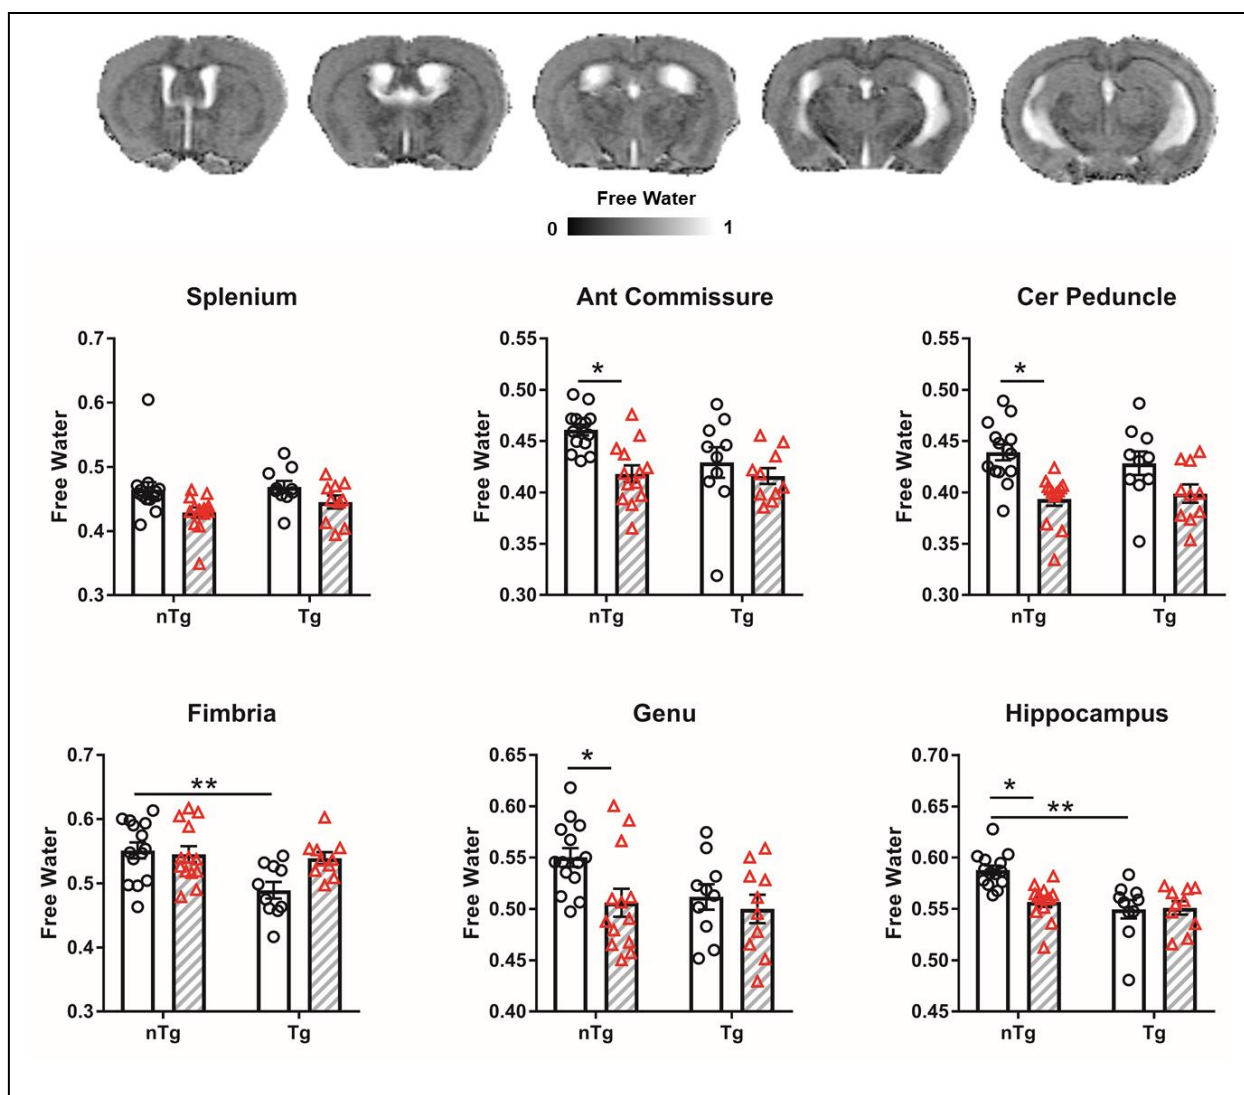 Free Water
0 1
Splenium
Free Water
0.7
0.6
0.5
0.4
0.3
nTg Tg
Ant Commissure
0.55
0.50
0.45
0.40
0.35
0.30
*
nTg Tg
Cer Peduncle
Free Water
0.55
0.50
0.45
0.40
0.35
0.30
*
nTg Tg
Fimbria
Free Water
0.7
0.6
0.5
0.4
0.3
**
nTg Tg
Genu
Free Water
0.65
0.60
0.55
0.50
0.45
0.40
*
nTg Tg
Hippocampus
Free Water
0.70
0.65
0.60
0.55
0.50
0.45
*
**
nTg Tg